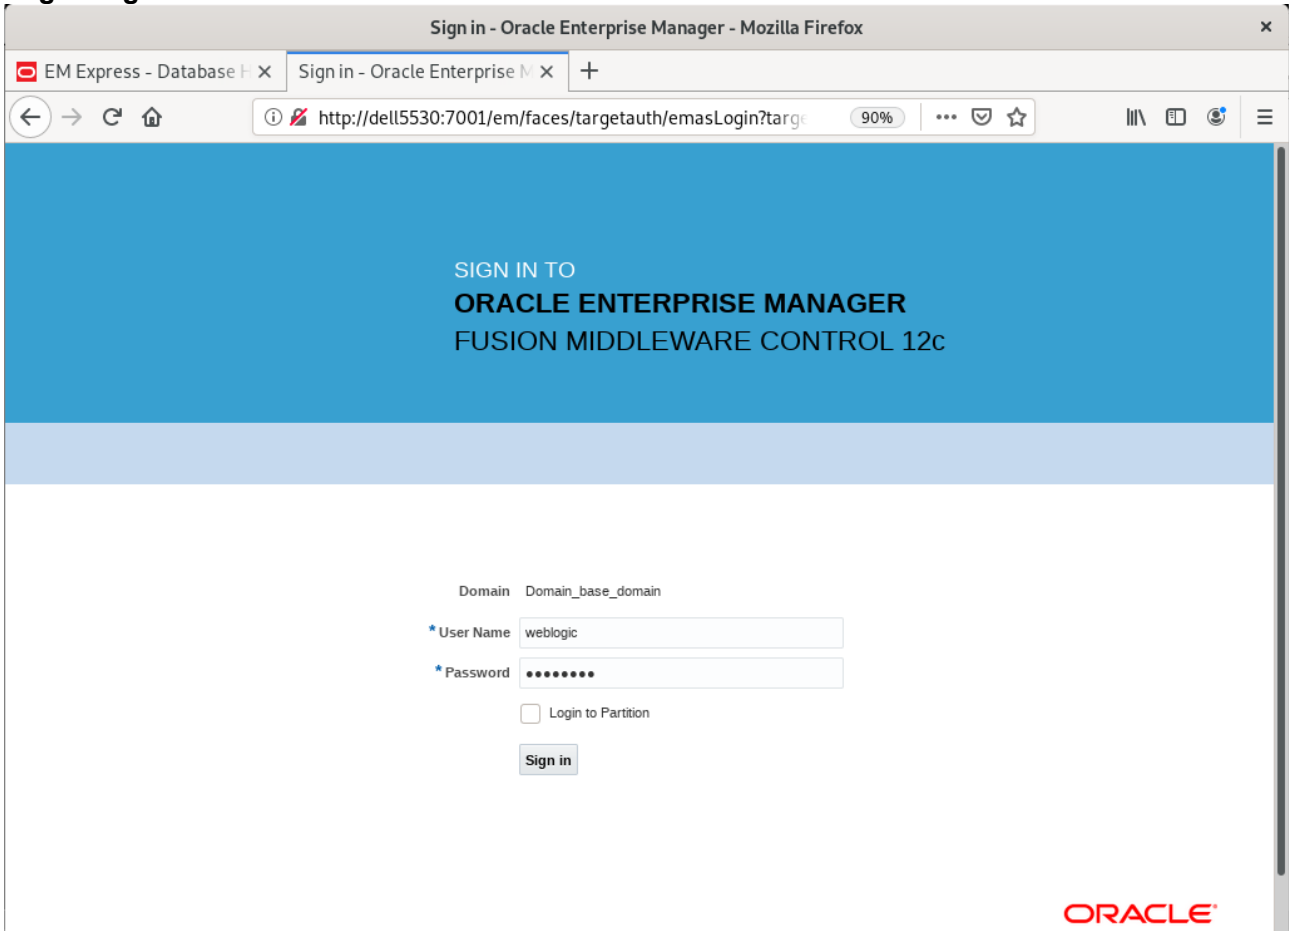 Sign in - Oracle Enterprise Manager - Mozilla Firefox
EM Express - Database H
Sign in - Oracle Enterprise M
http://dell5530:7001/em/faces/targetauth/emasLogin?targe
90%
SIGN IN TO
ORACLE ENTERPRISE MANAGER
FUSION MIDDLEWARE CONTROL 12c
Domain Domain_base_domain
* User Name weblogic
* Password ••••••••
Login to Partition
Sign in
ORACLE